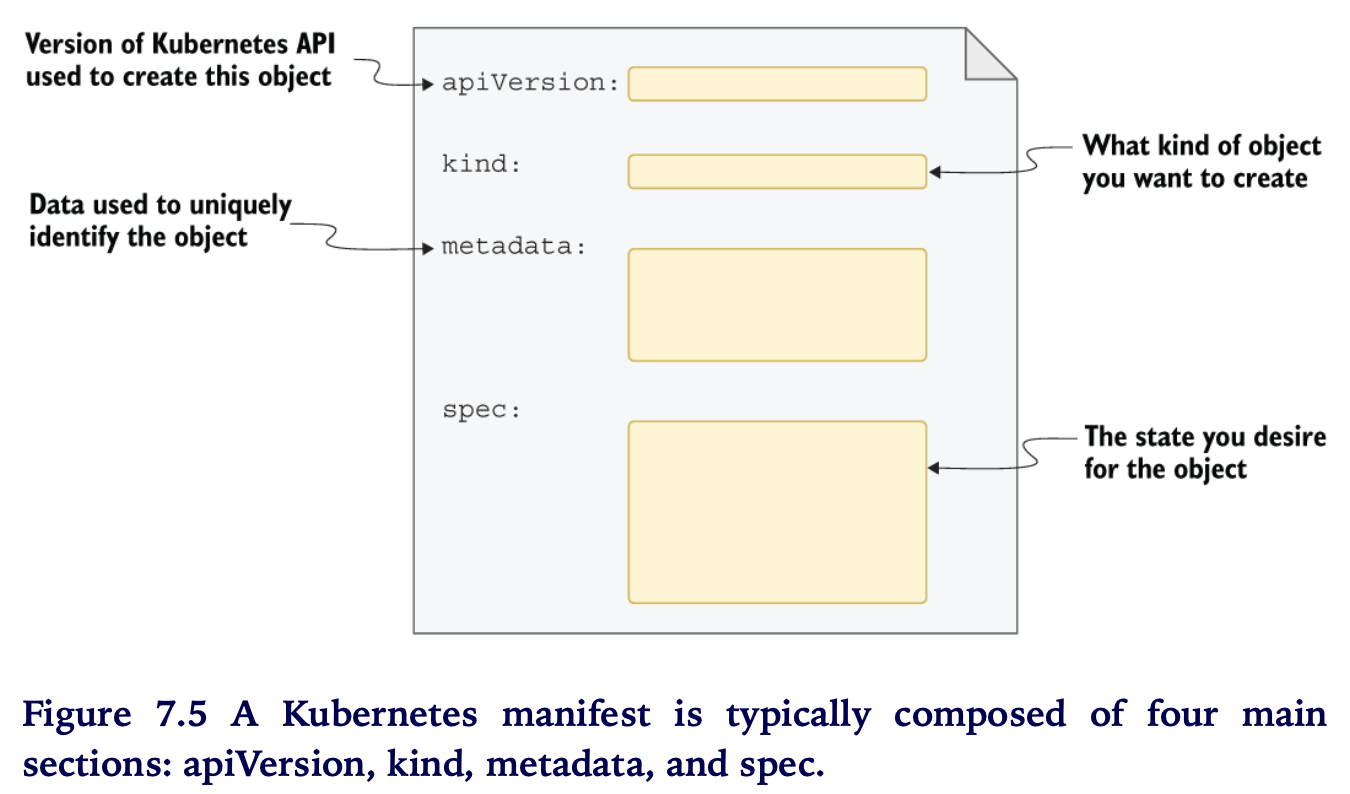 Version of Kubernetes API
used to create this object
apiVersion:
kind:
What kind of object
you want to create
Data used to uniquely
identify the object
metadata:
spec:
The state you desire
for the object
Figure 7.5 A Kubernetes manifest is typically composed of four main
sections: apiVersion, kind, metadata, and spec.